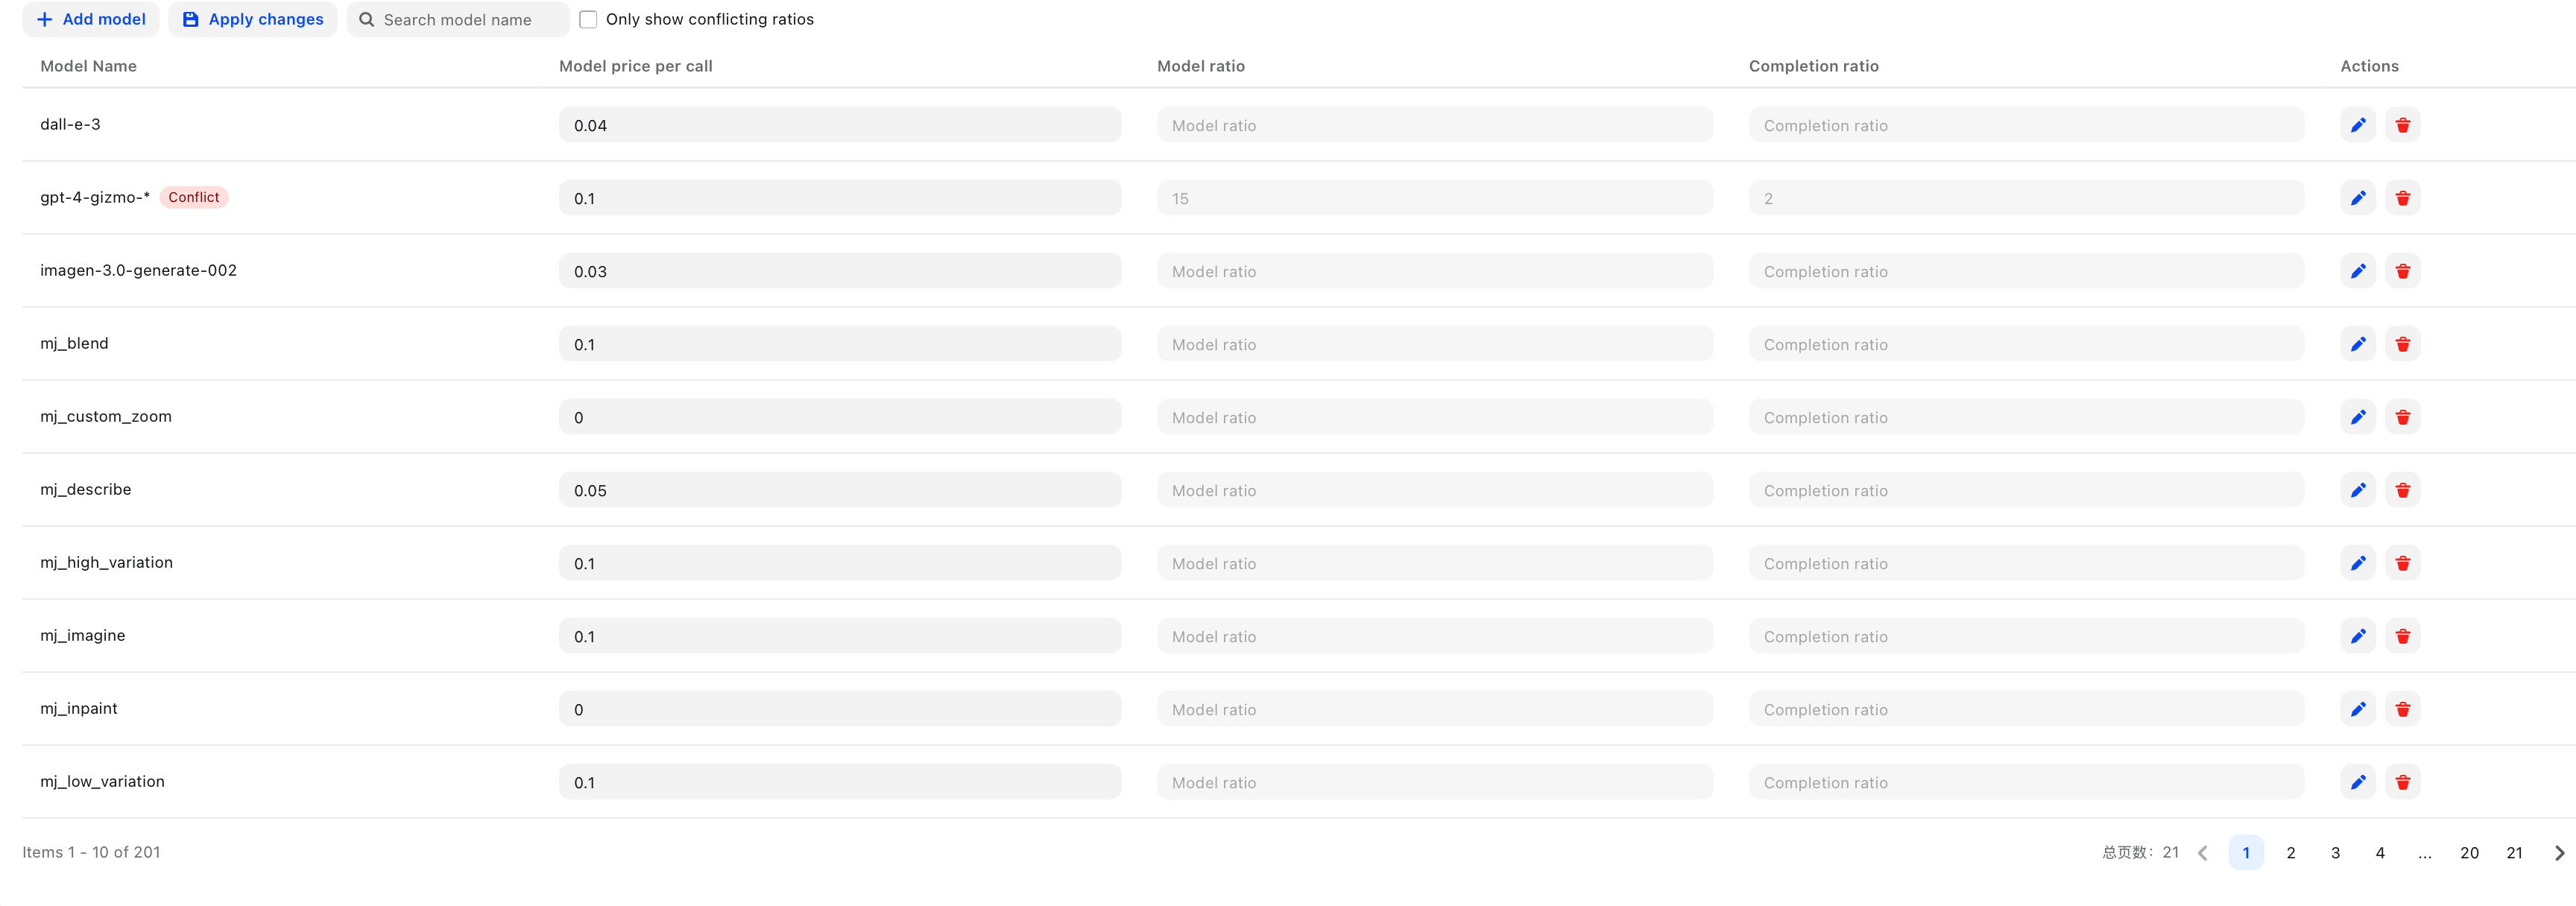 Add model Apply changes Search model name Only show conflicting ratios
Model Name Model price per call Model ratio Completion ratio Actions
dall-e-3 0.04 Model ratio Completion ratio
gpt-4-gizmo-* Conflict 0.1 15 2
imagen-3.0-generate-002 0.03 Model ratio Completion ratio
mj_blend 0.1 Model ratio Completion ratio
mj_custom_zoom 0 Model ratio Completion ratio
mj_describe 0.05 Model ratio Completion ratio
mj_high_variation 0.1 Model ratio Completion ratio
mj_imagine 0.1 Model ratio Completion ratio
mj_inpaint 0 Model ratio Completion ratio
mj_low_variation 0.1 Model ratio Completion ratio
Items 1 - 10 of 201 总页数：21 1 2 3 4 ... 20 21